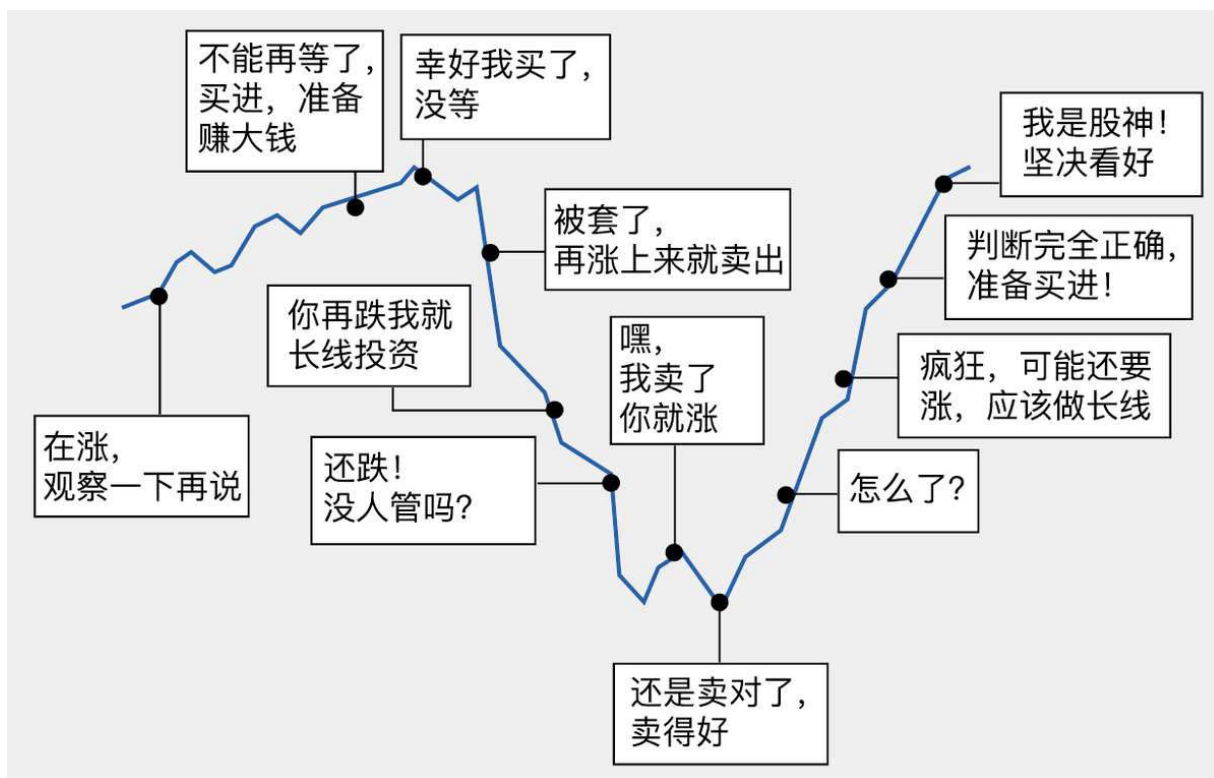 不能再等了，
买进，准备
赚大钱
幸好我买了，
没等
我是股神！
坚决看好
被套了，
再涨上来就卖出
判断完全正确，
准备买进！
你再跌我就
长线投资
嘿，
我卖了
你就涨
疯狂，可能还要
涨，应该做长线
在涨，
观察一下再说
还跌！
没人管吗？
怎么了？
还是卖对了，
卖得好